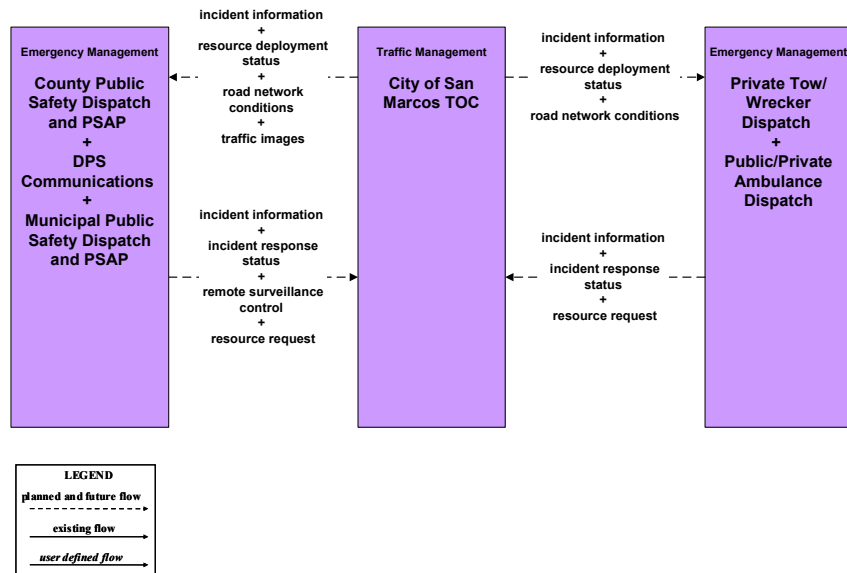 Emergency Management
County Public
Safety Dispatch
and PSAP
+
DPS
Communications
+
Municipal Public
Safety Dispatch
and PSAP
incident information
+
resource deployment
status
+
road network
conditions
+
traffic images
incident information
+
incident response
status
+
remote surveillance
control
+
resource request
Traffic Management
City of San
Marcos TOC
incident information
+
resource deployment
status
+
road network conditions
incident information
+
incident response
status
+
resource request
Emergency Management
Private Tow/
Wrecker
Dispatch
+
Public/Private
Ambulance
Dispatch
LEGEND
planned and future flow
existing flow
user defined flow